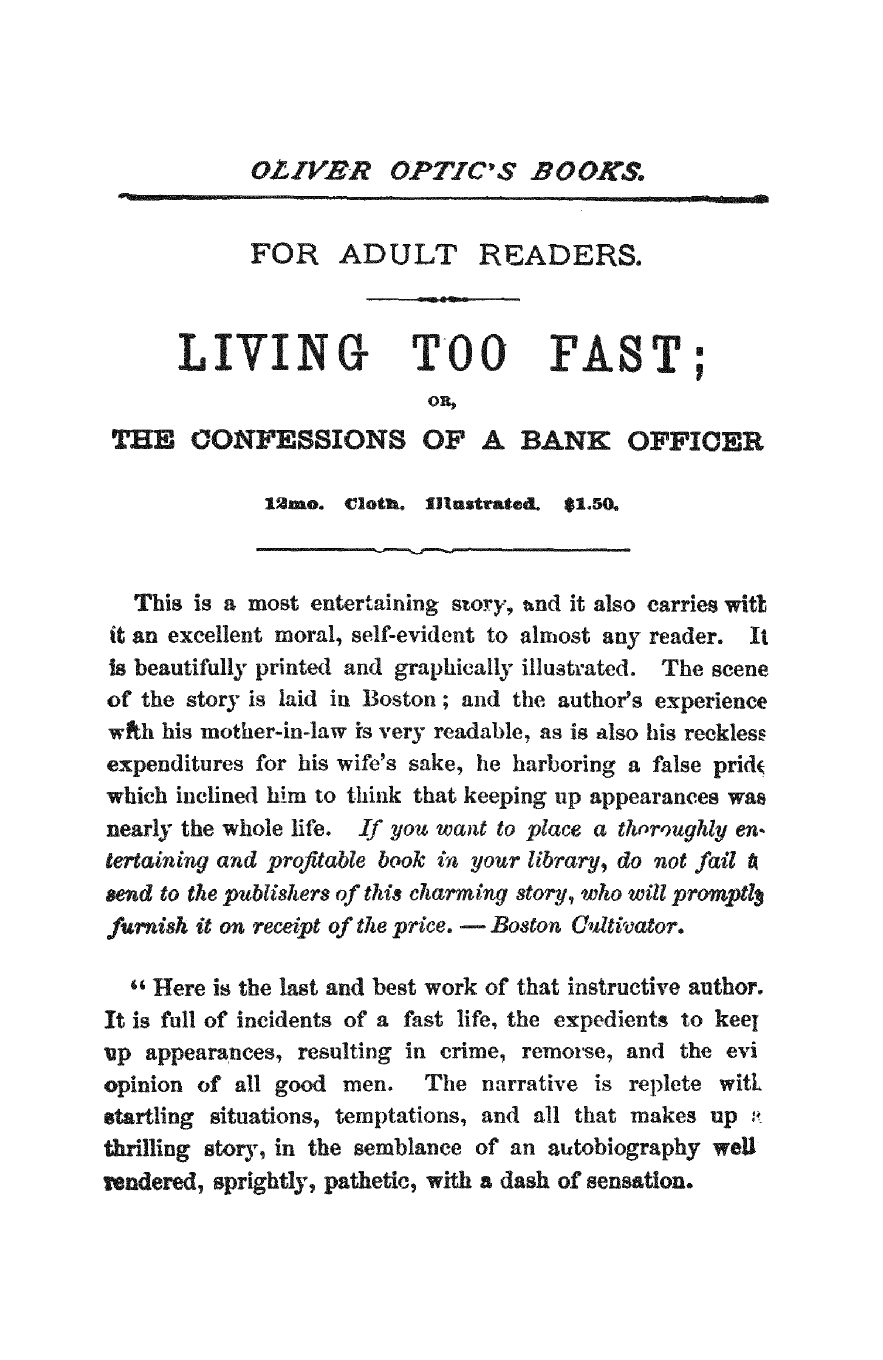 OLIVER OPTIC'S BOOKS.
FOR ADULT READERS.
LIVING TOO FAST;
OR,
THE CONFESSIONS OF A BANK OFFICER
12mo. Cloth. Illustrated. $1.50.
This is a most entertaining story, and it also carries with
it an excellent moral, self-evident to almost any reader. It
is beautifully printed and graphically illustrated. The scene
of the story is laid in Boston; and the author's experience
with his mother-in-law is very readable, as is also his reckless
expenditures for his wife's sake, he harboring a false pride
which inclined him to think that keeping up appearances was
nearly the whole life. If you want to place a thoroughly en-
tertaining and profitable book in your library, do not fail to
send to the publishers of this charming story, who will promptly
furnish it on receipt of the price. — Boston Cultivator.
“Here is the last and best work of that instructive author.
It is full of incidents of a fast life, the expedients to keep
up appearances, resulting in crime, remorse, and the evi
opinion of all good men. The narrative is replete with
startling situations, temptations, and all that makes up a
thrilling story, in the semblance of an autobiography well
rendered, sprightly, pathetic, with a dash of sensation.